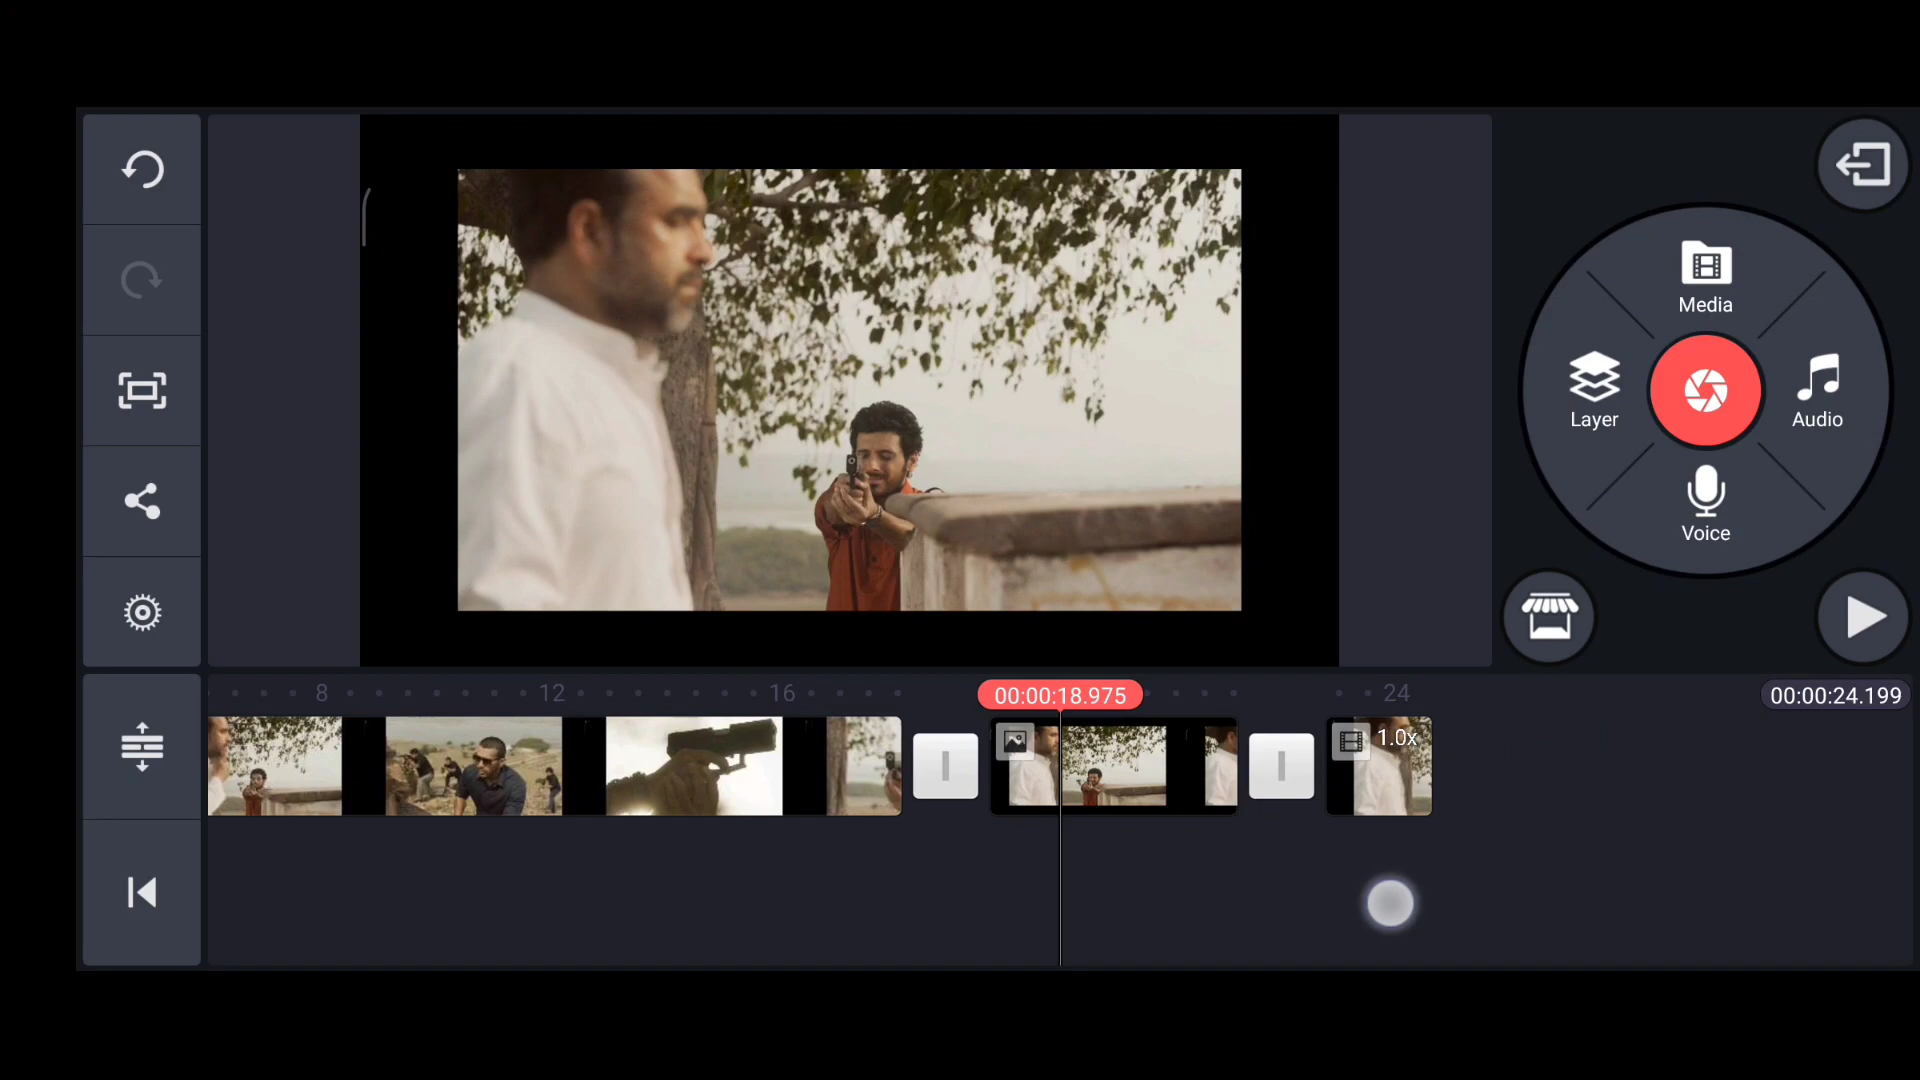 Media
Layer
Audio
Voice
8
12
16
00:00:18.975
24
00:00:24.199
1.0x